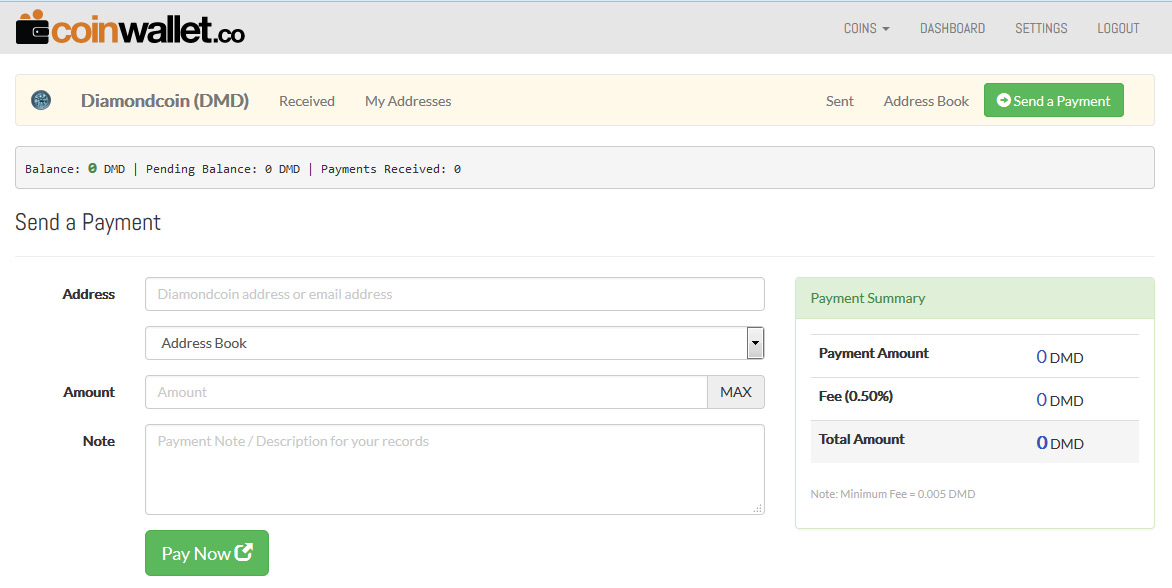 coinwallet.co COINS DASHBOARD SETTINGS LOGOUT
Diamondcoin (DMD) Received My Addresses Sent Address Book Send a Payment
Balance: 0 DMD | Pending Balance: 0 DMD | Payments Received: 0
Send a Payment
Address Diamondcoin address or email address
Address Book
Amount Amount MAX
Note Payment Note / Description for your records
Pay Now
Payment Summary
Payment Amount 0 DMD
Fee (0.50%) 0 DMD
Total Amount 0 DMD
Note: Minimum Fee = 0.005 DMD